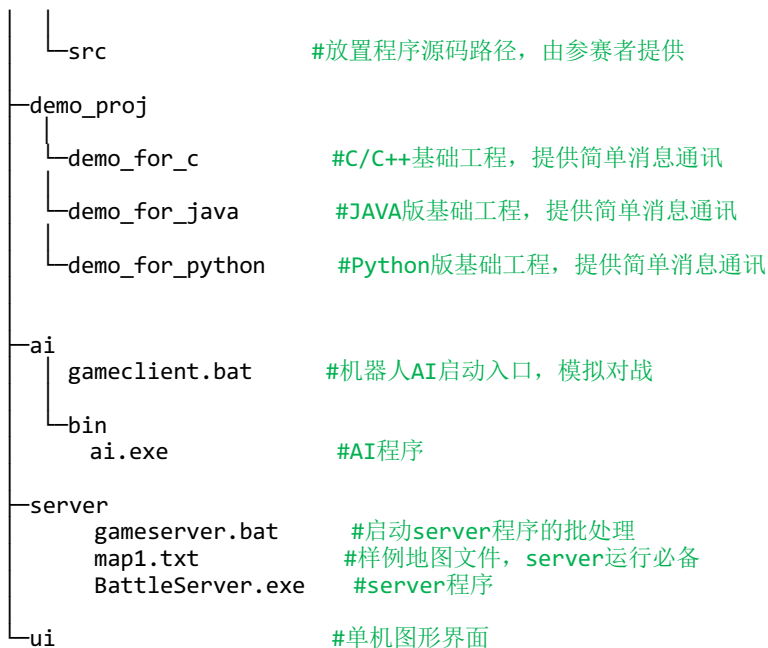 └─src #放置程序源码路径，由参赛者提供
├─demo_proj
└─demo_for_c #C/C++基础工程，提供简单消息通讯
└─demo_for_java #JAVA版基础工程，提供简单消息通讯
└─demo_for_python #Python版基础工程，提供简单消息通讯
├─ai
gameclient.bat #机器人AI启动入口，模拟对战
└─bin
ai.exe #AI程序
├─server
gameserver.bat #启动server程序的批处理
map1.txt #样例地图文件，server运行必备
BattleServer.exe #server程序
└─ui #单机图形界面